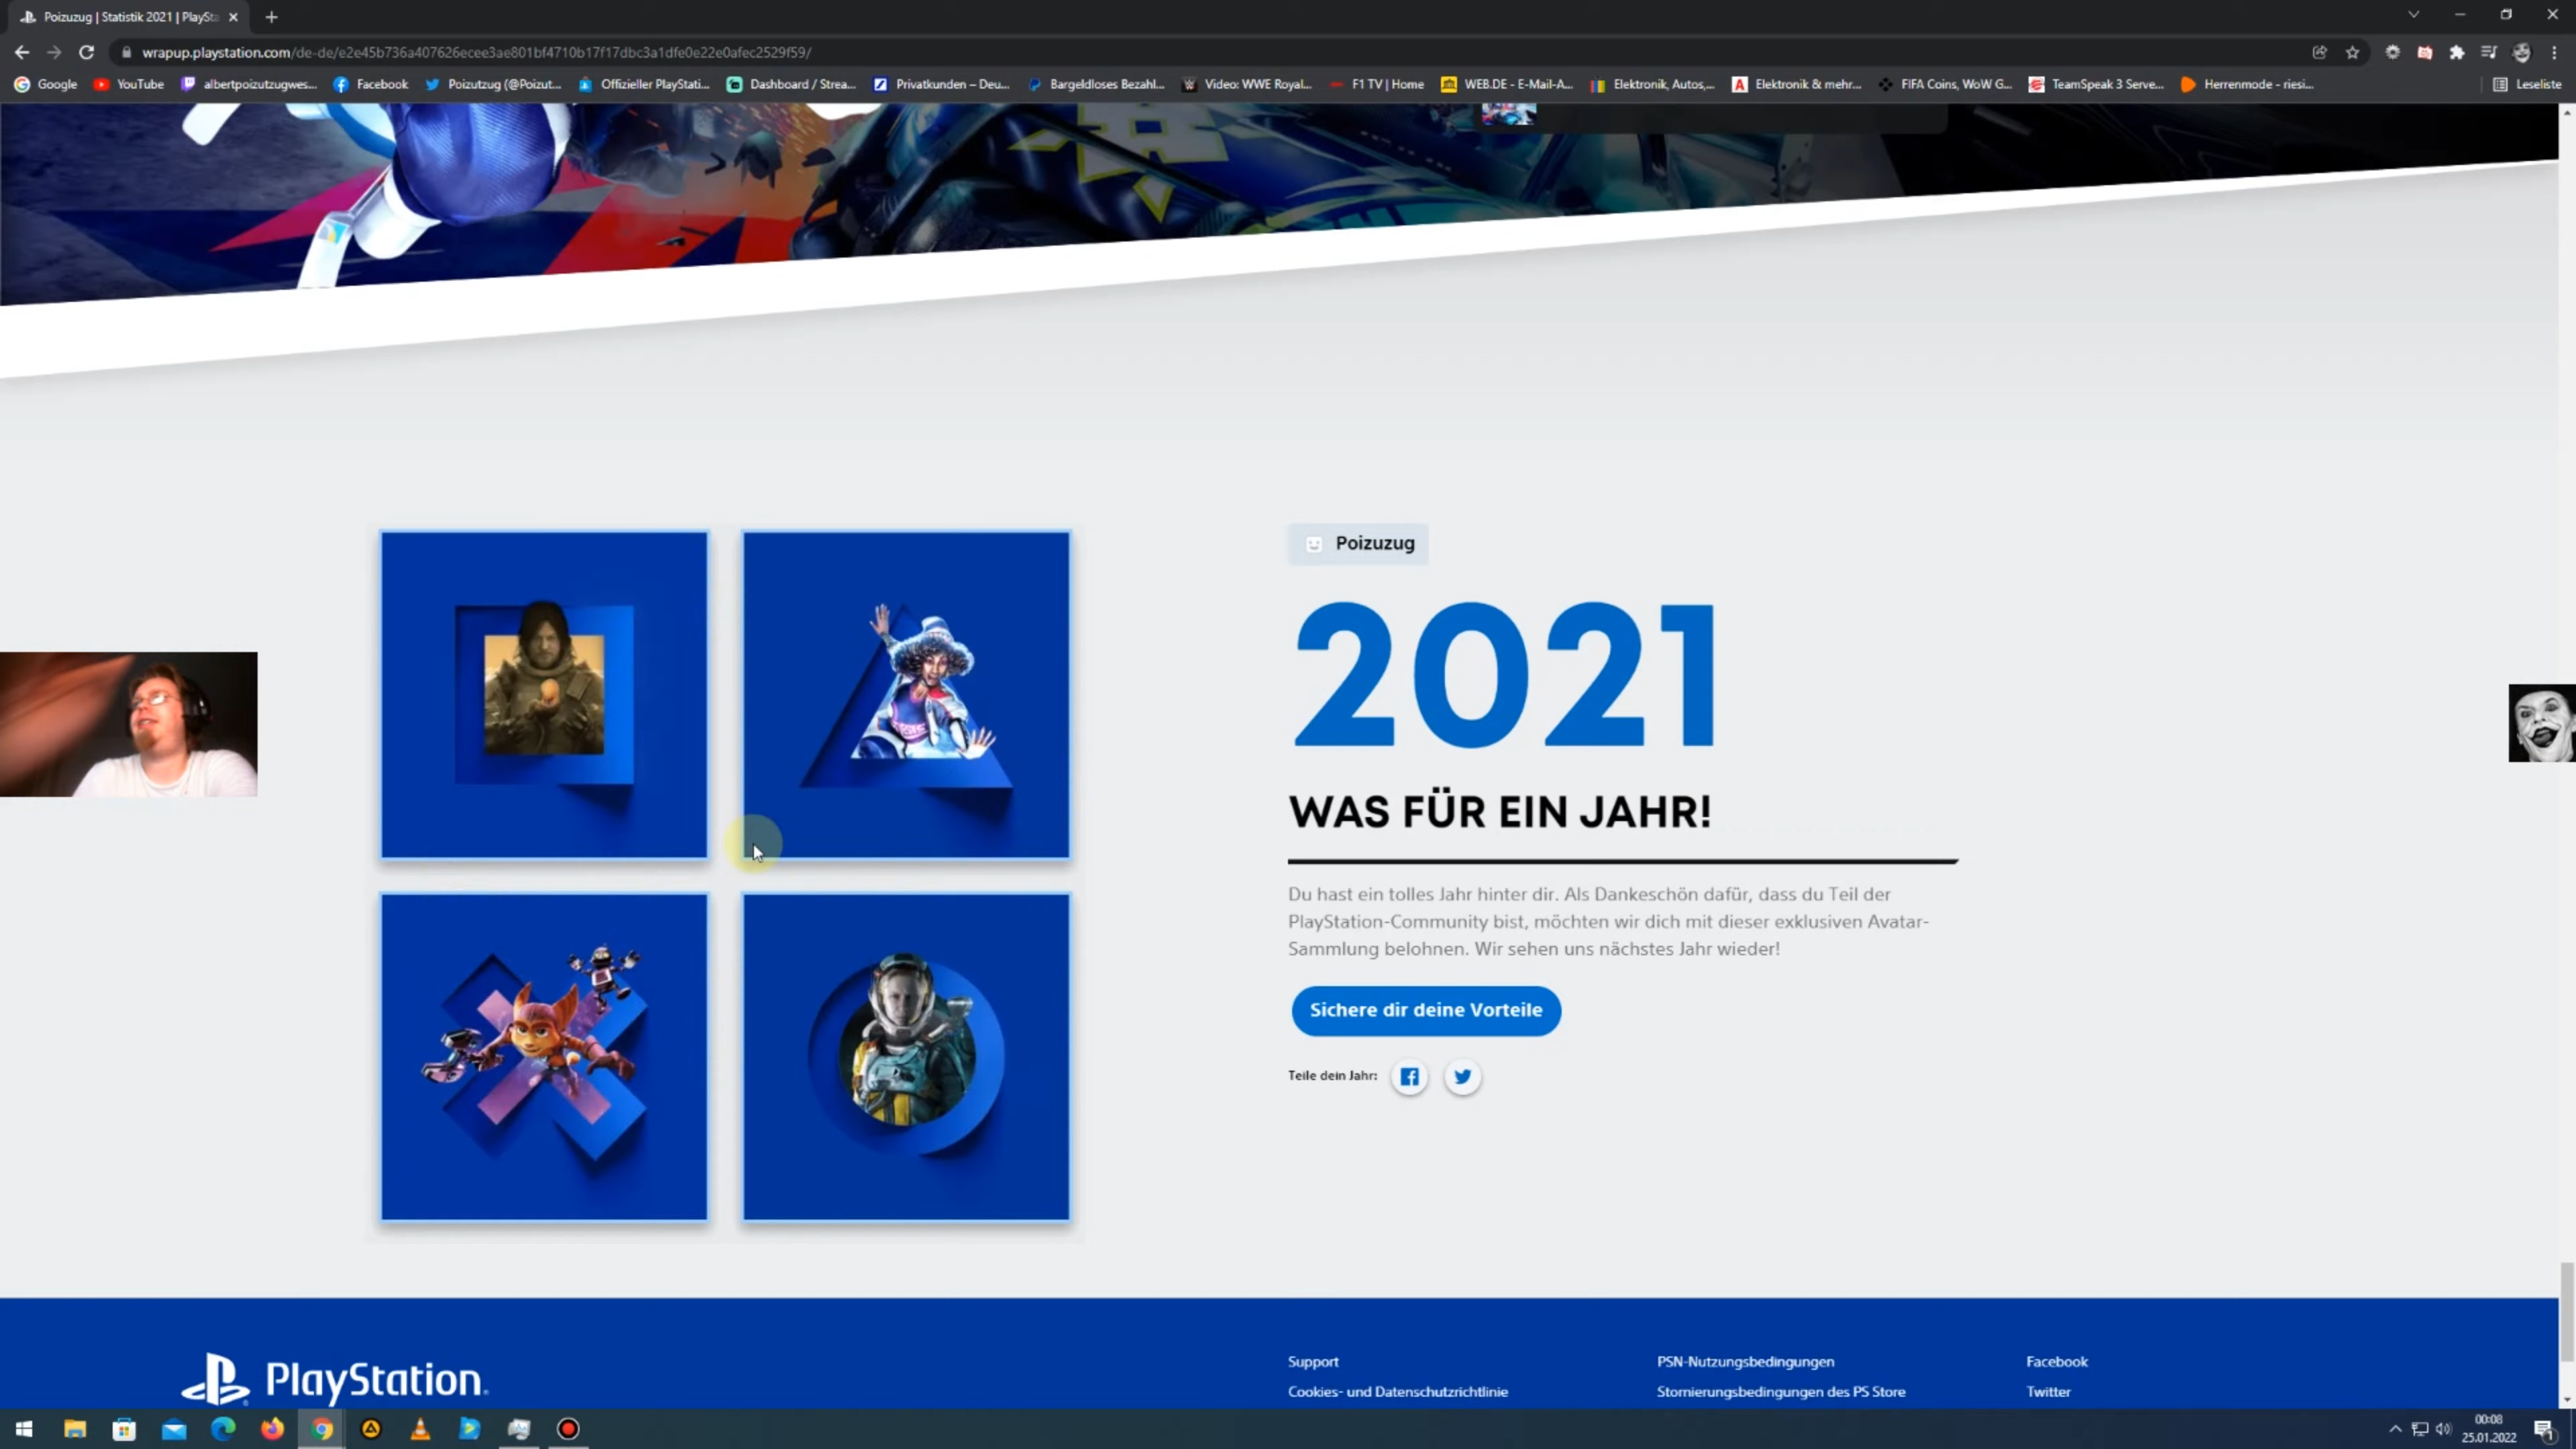 Poizuzug | Statistik 2021 | PlaySta
wrapup.playstation.com/de-de/e2e45b736a407626ecee3ae801bf4710b17f17dbc3a1dfe0e22e0afec2529f59/
Google YouTube albertpoizutzugwes... Facebook Poizutzug (@Poizut... Offizieller PlayStati... Dashboard / Strea... Privatkunden – Deu... Bargeldloses Bezahl... Video: WWE Royal... F1 TV | Home WEB.DE - E-Mail-A... Elektronik, Autos,... Elektronik & mehr... FIFA Coins, WoW G... TeamSpeak 3 Serve... Herrenmode - riesi... Leseliste
Poizuzug
2021
WAS FÜR EIN JAHR!
Du hast ein tolles Jahr hinter dir. Als Dankeschön dafür, dass du Teil der
PlayStation-Community bist, möchten wir dich mit dieser exklusiven Avatar-
Sammlung belohnen. Wir sehen uns nächstes Jahr wieder!
Sichere dir deine Vorteile
Teile dein Jahr:
PlayStation
Support PSN-Nutzungsbedingungen Facebook
Cookies- und Datenschutzrichtlinie Stornierungsbedingungen des PS Store Twitter
00:08
25.01.2022